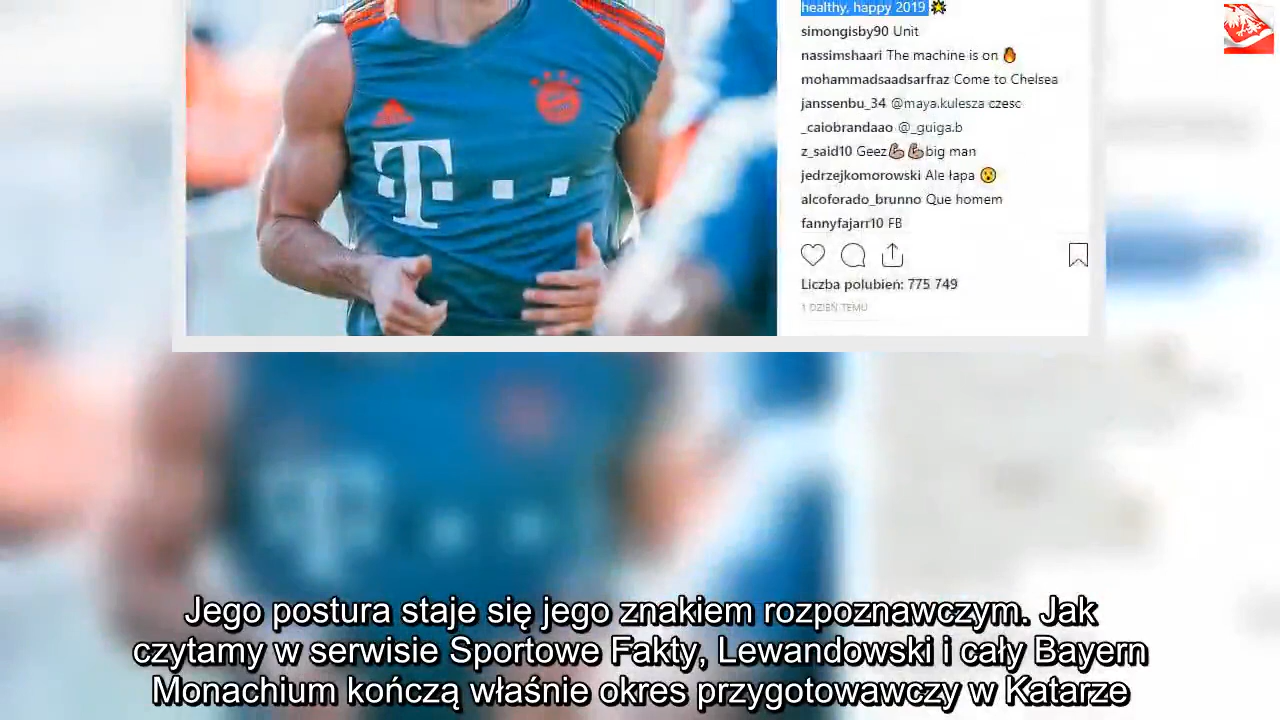 healthy, happy 2019
simongisby90 Unit
nassimshaari The machine is on 🔥
mohammadsaadsarfraz Come to Chelsea
janssenbu_34 @maya.kulesza czesc
_caiobrandaao @_guiga.b
z_said10 Geez💪💪big man
jedrzejkomorowski Ale łapa 😮
alcoforado_brunno Que homem
fannyfajarr10 FB
Liczba polubień: 775 749
1 DZIEŃ TEMU
T
Jego postura staje się jego znakiem rozpoznawczym. Jak
czytamy w serwisie Sportowe Fakty, Lewandowski i cały Bayern
Monachium kończą właśnie okres przygotowawczy w Katarze